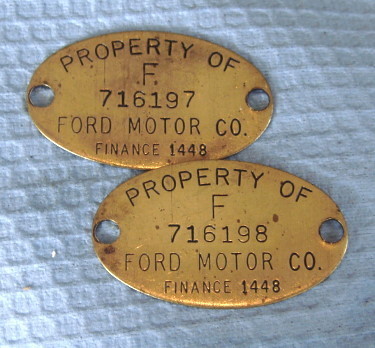 PROPERTY OF
F
716197
FORD MOTOR CO.
FINANCE 1448
PROPERTY OF
F
716198
FORD MOTOR CO.
FINANCE 1448